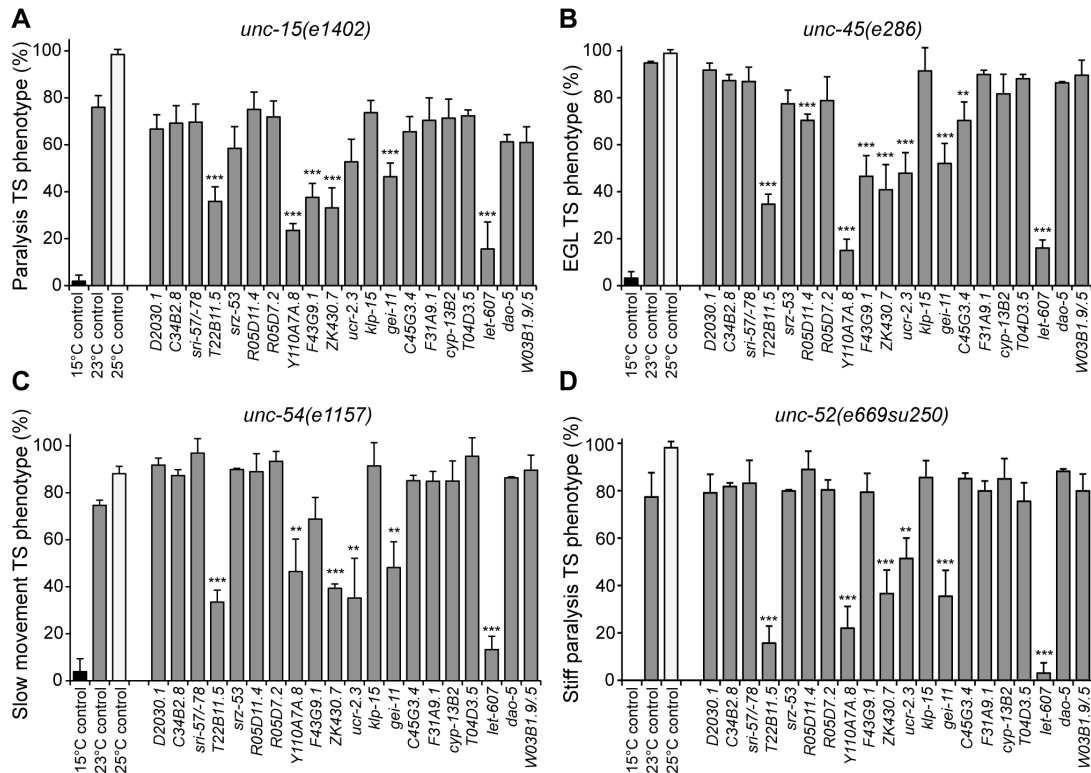 A
unc-15(e1402)
Paralysis TS phenotype (%)
100
80
60
40
20
0
*** *** *** *** *** ***
15°C control
23°C control
25°C control
D2030.1
C34B2.8
sri-57/-78
T22B11.5
srz-53
R05D11.4
R05D7.2
Y110A7A.8
F43G9.1
ZK430.7
ucr-2.3
klp-15
gei-11
C45G3.4
F31A9.1
cyp-13B2
T04D3.5
let-607
dao-5
W03B1.9/.5
B
unc-45(e286)
EGL TS phenotype (%)
100
80
60
40
20
0
*** *** *** *** *** *** *** ** ***
15°C control
23°C control
25°C control
D2030.1
C34B2.8
sri-57/-78
T22B11.5
srz-53
R05D11.4
R05D7.2
Y110A7A.8
F43G9.1
ZK430.7
ucr-2.3
klp-15
gei-11
C45G3.4
F31A9.1
cyp-13B2
T04D3.5
let-607
dao-5
W03B1.9/.5
C
unc-54(e1157)
Slow movement TS phenotype (%)
100
80
60
40
20
0
*** ** *** ** ** ***
15°C control
23°C control
25°C control
D2030.1
C34B2.8
sri-57/-78
T22B11.5
srz-53
R05D11.4
R05D7.2
Y110A7A.8
F43G9.1
ZK430.7
ucr-2.3
klp-15
gei-11
C45G3.4
F31A9.1
cyp-13B2
T04D3.5
let-607
dao-5
W03B1.9/.5
D
unc-52(e669su250)
Stiff paralysis TS phenotype (%)
100
80
60
40
20
0
*** *** *** ** *** ***
15°C control
23°C control
25°C control
D2030.1
C34B2.8
sri-57/-78
T22B11.5
srz-53
R05D11.4
R05D7.2
Y110A7A.8
F43G9.1
ZK430.7
ucr-2.3
klp-15
gei-11
C45G3.4
F31A9.1
cyp-13B2
T04D3.5
let-607
dao-5
W03B1.9/.5